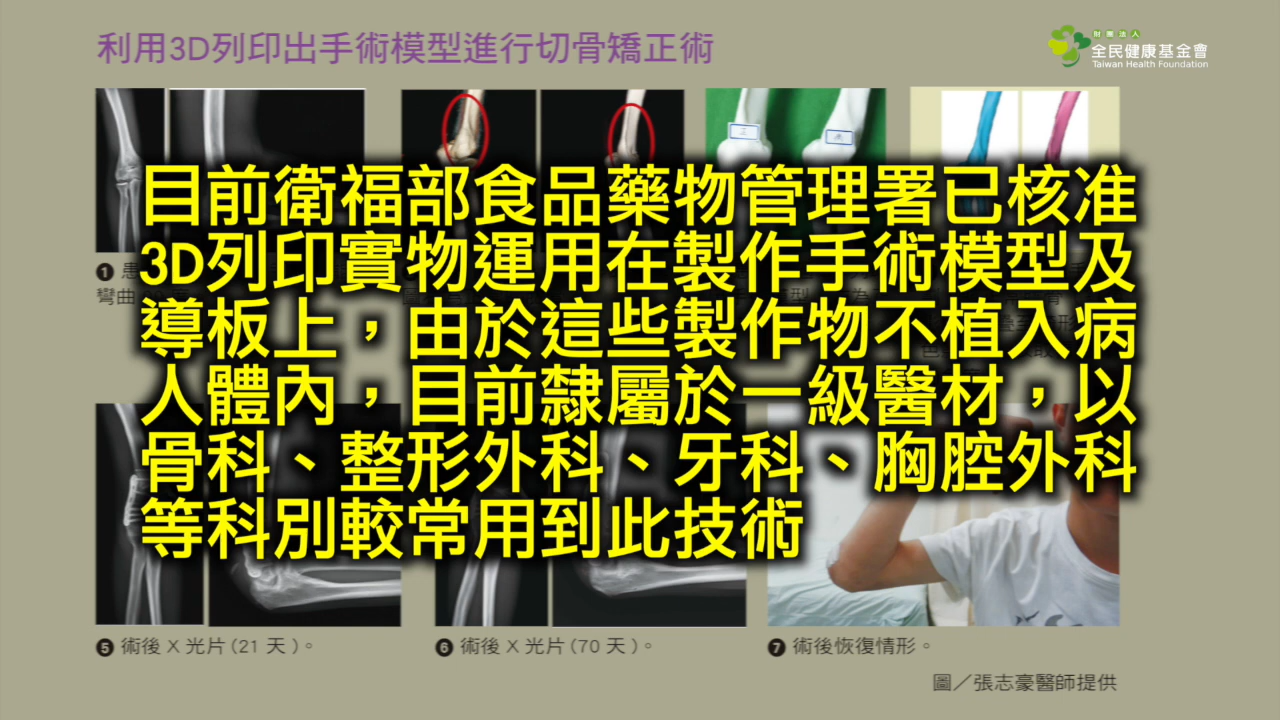 利用3D列印出手術模型進行切骨矯正術
財團法人
全民健康基金會
Taiwan Health Foundation
目前衛福部食品藥物管理署已核准
3D列印實物運用在製作手術模型及
導板上，由於這些製作物不植入病
人體內，目前隸屬於一級醫材，以
骨科、整形外科、牙科、胸腔外科
等科別較常用到此技術
❶
彎曲
❺ 術後 X 光片 (21 天)。
❻ 術後 X 光片 (70 天)。
❼ 術後恢復情形。
圖／張志豪醫師提供